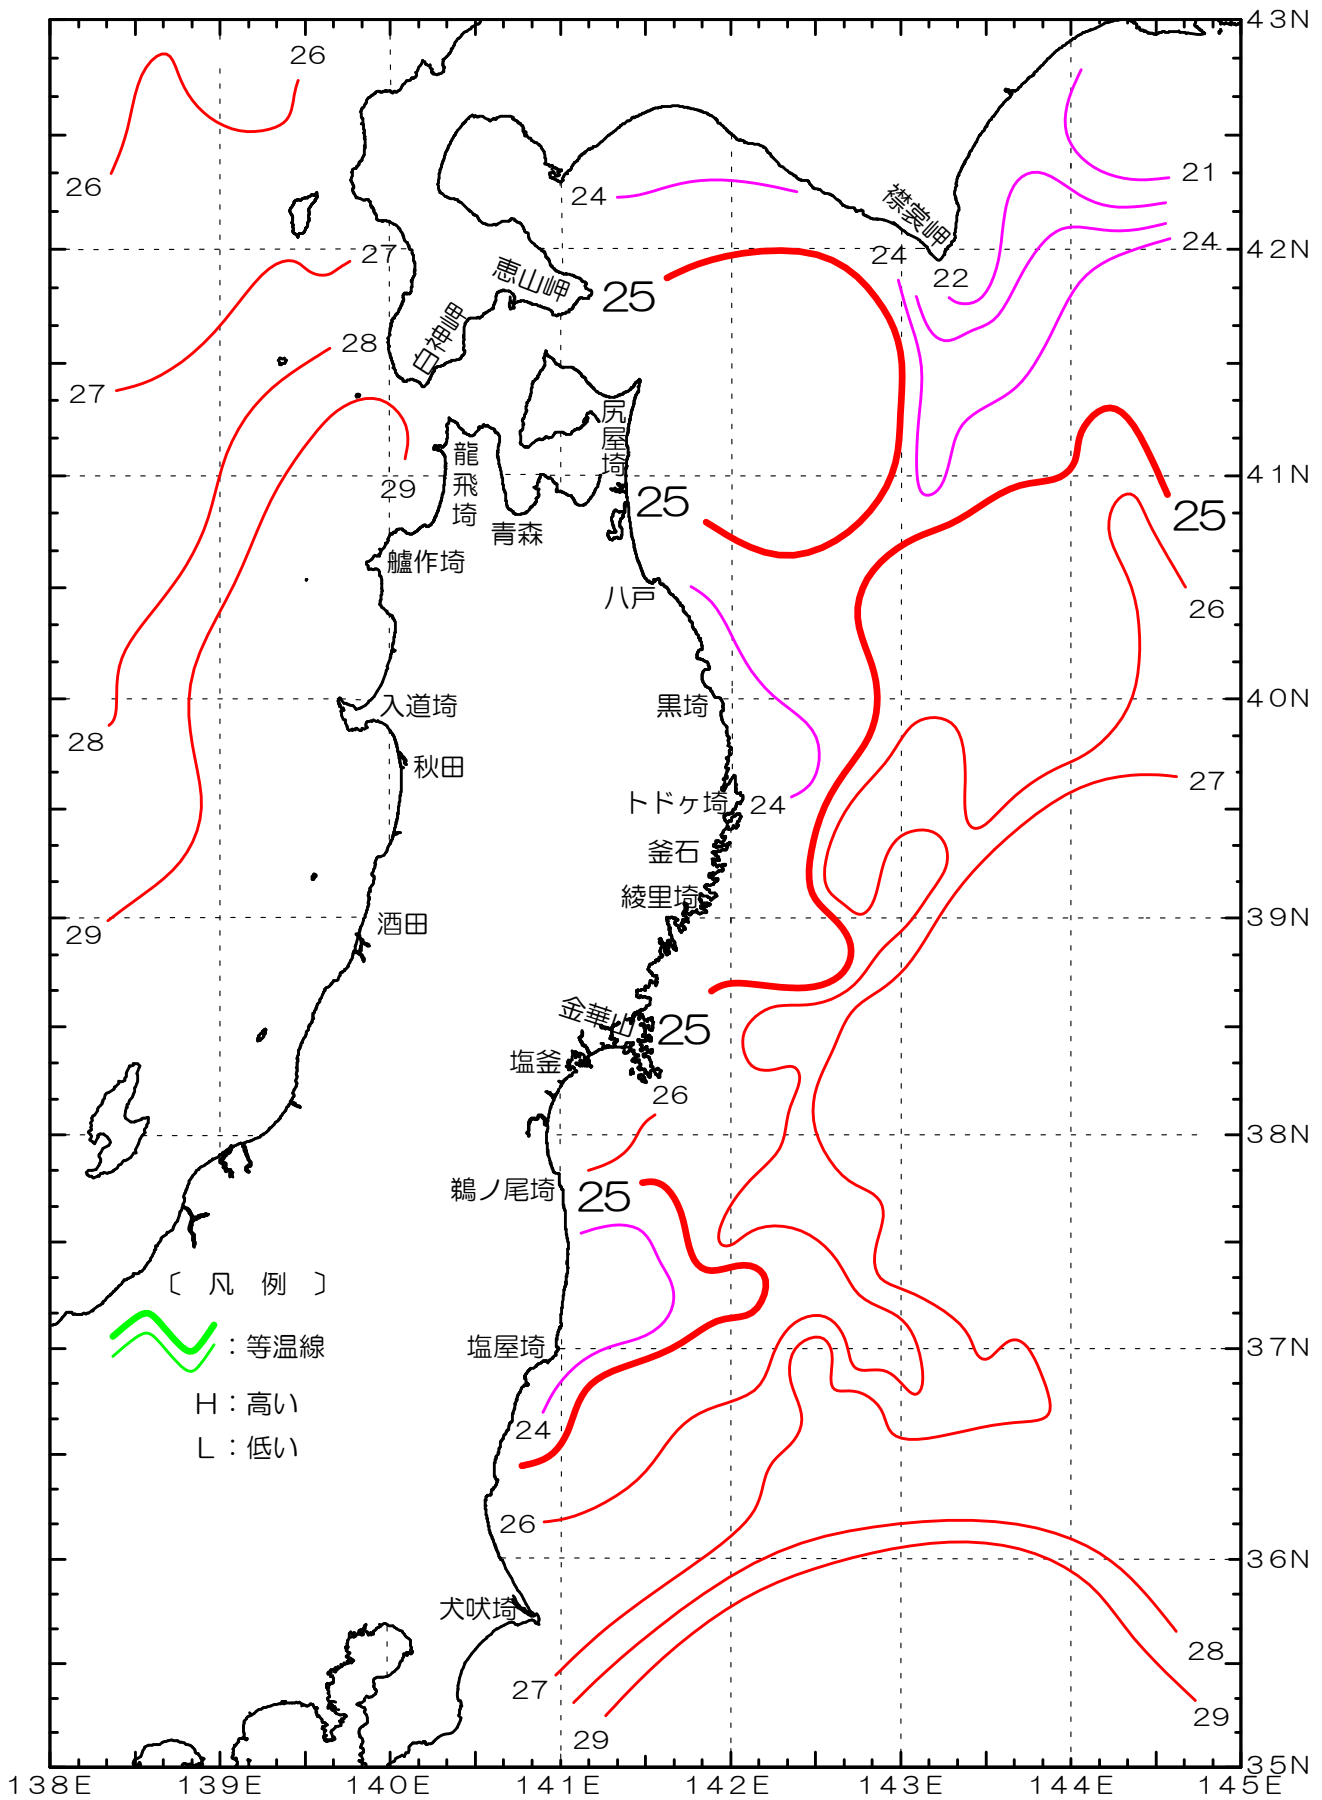 43N
26
26
21
24
襟裳岬
24
42N
24
27
22
恵山岬
25
白神岬
28
27
尻屋埼
龍飛埼
41N
29
25
25
青森
艫作埼
八戸
26
40N
入道埼
黒埼
28
秋田
27
トドヶ埼
24
釜石
綾里埼
39N
酒田
29
金華山
25
塩釜
26
38N
鵜ノ尾埼
25
〔 凡 例 〕
:等温線
塩屋埼
37N
H:高い
24
L:低い
26
36N
犬吠埼
28
27
29
29
35N
138E 139E 140E 141E 142E 143E 144E 145E